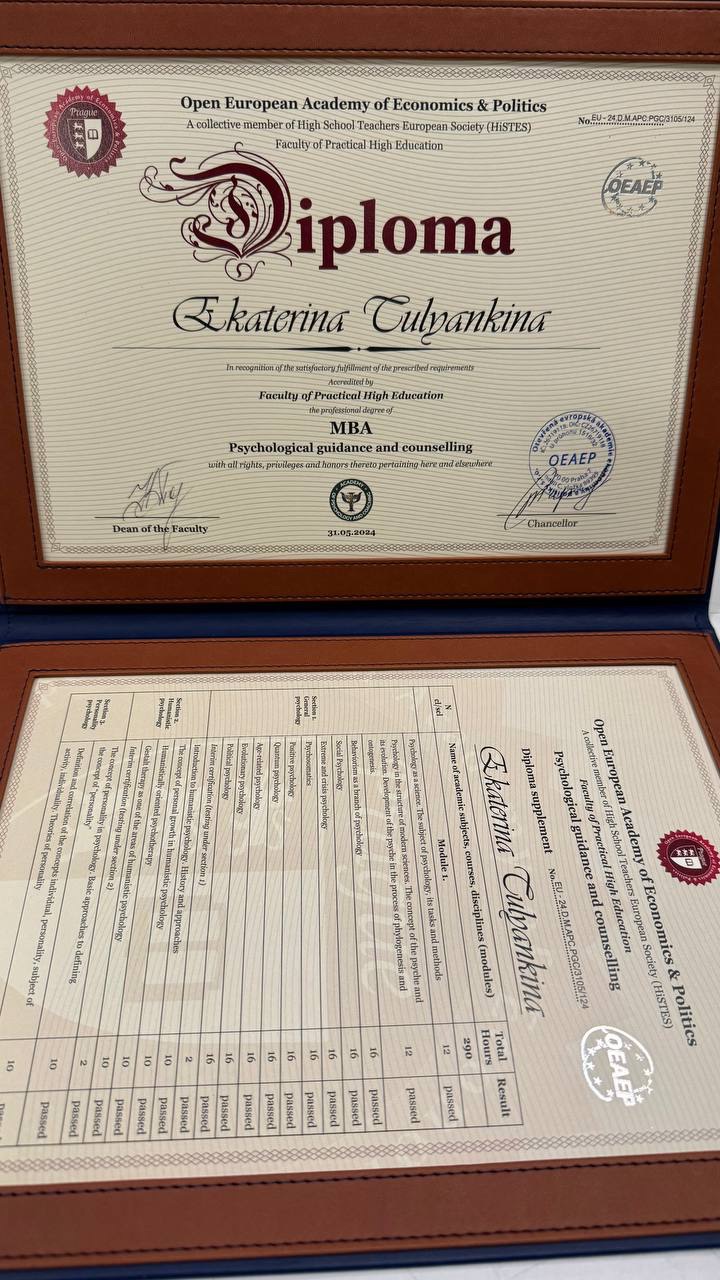 Open European Academy of Economics & Politics
A collective member of High School Teachers European Society (HiSTES)
Faculty of Practical High Education
No. EU - 24.D.M.APC.PGC/3105/124
Prague
OEAEP
Diploma
Ekaterina Tulyankina
In recognition of the satisfactory fulfillment of the prescribed requirements
Accredited by
Faculty of Practical High Education
the professional degree of
MBA
Psychological guidance and counselling
with all rights, privileges and honors thereto pertaining here and elsewhere
Dean of the Faculty
31.05.2024
OEAEP
Chancellor
Open European Academy of Economics & Politics
A collective member of High School Teachers European Society (HiSTES)
Faculty of Practical High Education
Psychological guidance and counselling
OEAEP
Diploma supplement
No. EU - 24.D.M.APC.PGC/3105/124
Ekaterina Tulyankina
N Name of academic subjects, courses, disciplines (modules) Total Hours Result
Module 1. 290
Section 1. General psychology
Psychology as a science. The subject of psychology, its tasks and methods 12 passed
Psychology in the structure of modern sciences. The concept of the psyche and
its evolution. Development of the psyche in the process of phylogenesis and
ontogenesis. 12 passed
Behaviorism as a branch of psychology 16 passed
Social Psychology 16 passed
Extreme and crisis psychology 16 passed
Psychosomatics 16 passed
Positive psychology 16 passed
Quantum psychology 16 passed
Age-related psychology 16 passed
Evolutionary psychology 16 passed
Political psychology 16 passed
Interim certification (testing under section 1) 2 passed
Section 2. Humanistic psychology
Introduction to humanistic psychology. History and approaches 10 passed
The concept of personal growth in humanistic psychology 10 passed
Humanistically oriented psychotherapy 10 passed
Gestalt therapy as one of the areas of humanistic psychology 10 passed
Interim certification (testing under section 2) 2 passed
Section 3. Personality psychology
The concept of personality in psychology. Basic approaches to defining
the concept of "personality" 10 passed
Definition and correlation of the concepts individual, personality, subject of
activity, individuality. Theories of personality 10